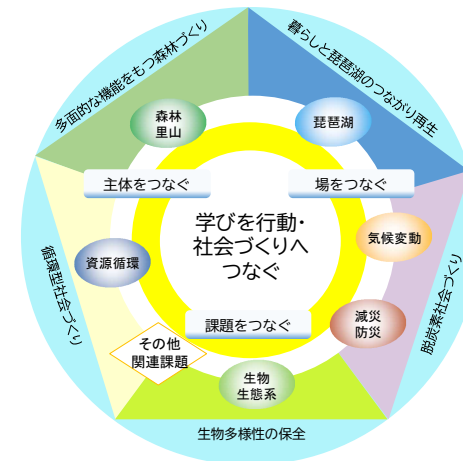 多面的な機能をもつ森林づくり
暮らしと琵琶湖のつながり再生
森林
里山
琵琶湖
主体をつなぐ
場をつなぐ
学びを行動・
社会づくりへ
つなぐ
資源循環
気候変動
循環型社会づくり
脱炭素社会づくり
課題をつなぐ
減災
防災
その他
関連課題
生物
生態系
生物多様性の保全